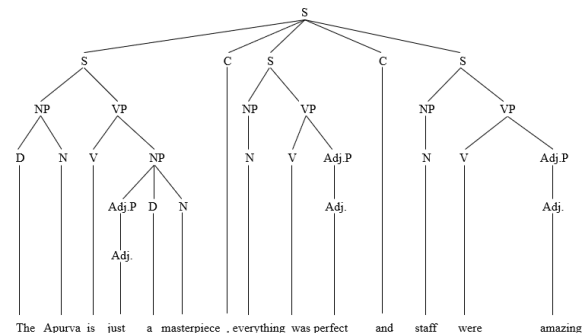 S
S C S C S
NP VP NP VP NP VP
D N V NP N V Adj.P N V Adj.P
Adj.P D N Adj. Adj.
Adj.
The Apurva is just a masterpiece , everything was perfect and staff were amazing